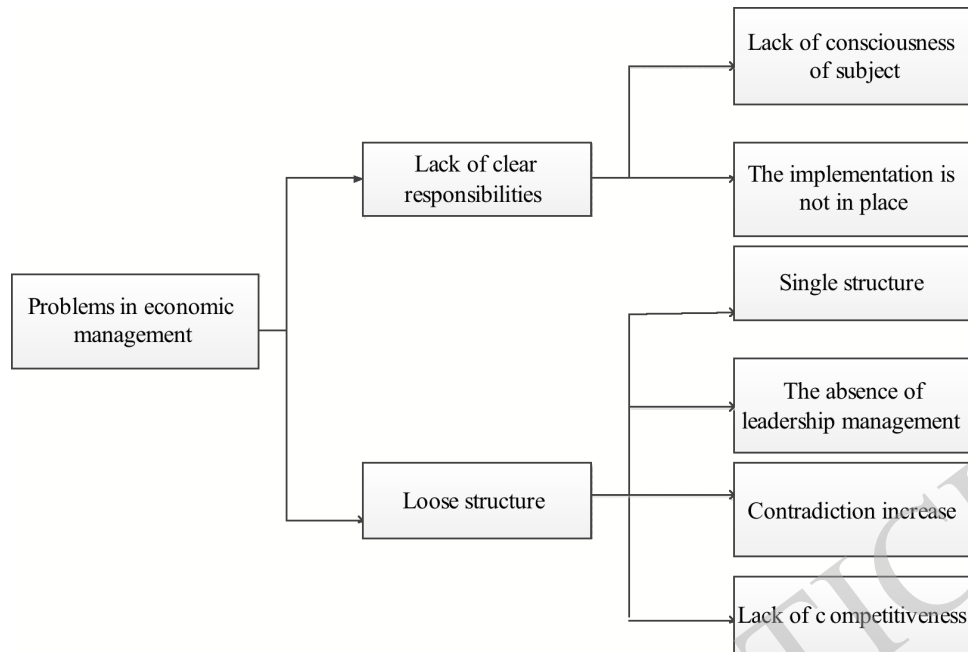 Lack of consciousness
of subject
Lack of clear
responsibilities
The implementation is
not in place
Problems in economic
management
Single structure
The absence of
leadership management
Loose structure
Contradiction increase
Lack of c ompetitiveness
TIC